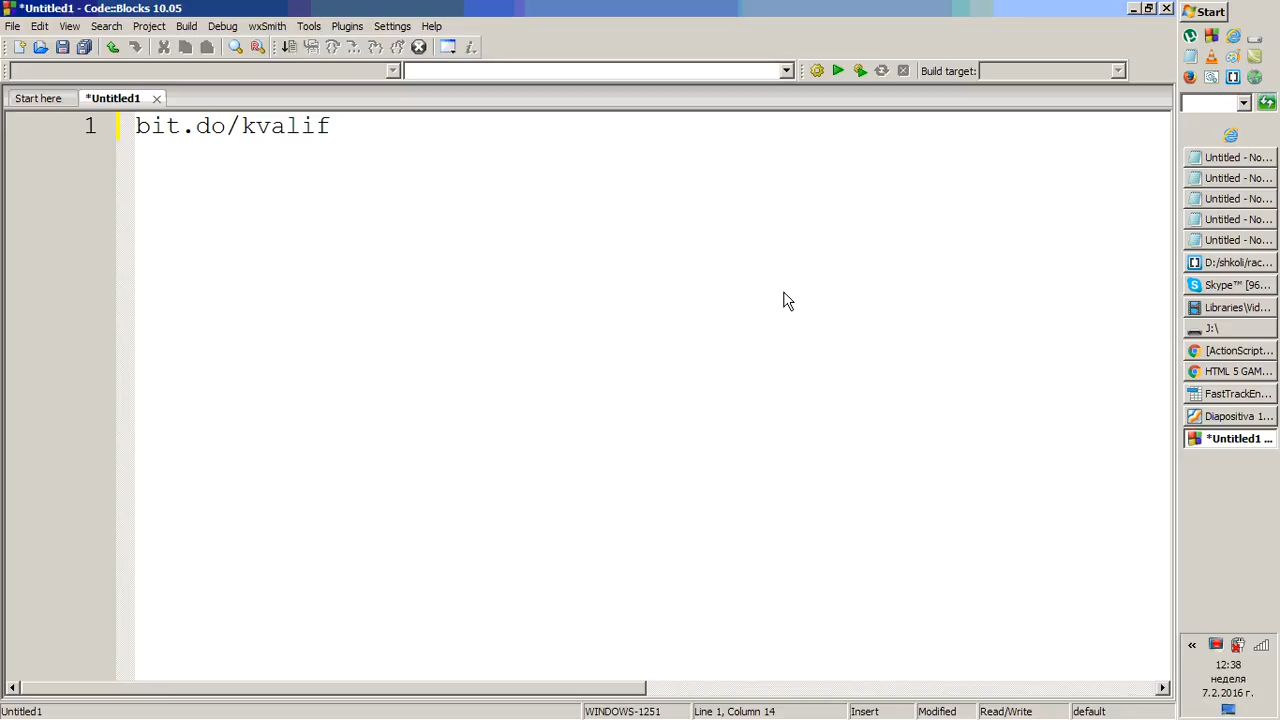 *Untitled1 - Code::Blocks 10.05
File Edit View Search Project Build Debug wxSmith Tools Plugins Settings Help
Build target:
Start here *Untitled1
1 bit.do/kvalif
Untitled1 WINDOWS-1251 Line 1, Column 14 Insert Modified Read/Write default
Start
Untitled - No...
Untitled - No...
Untitled - No...
Untitled - No...
Untitled - No...
D:/shkoli/rac...
Skype™ [96...
Libraries\Vid...
J:\
[ActionScript...
HTML 5 GAM...
FastTrackEn...
Diapositiva 1...
*Untitled1 ...
12:38
неделя
7.2.2016 г.